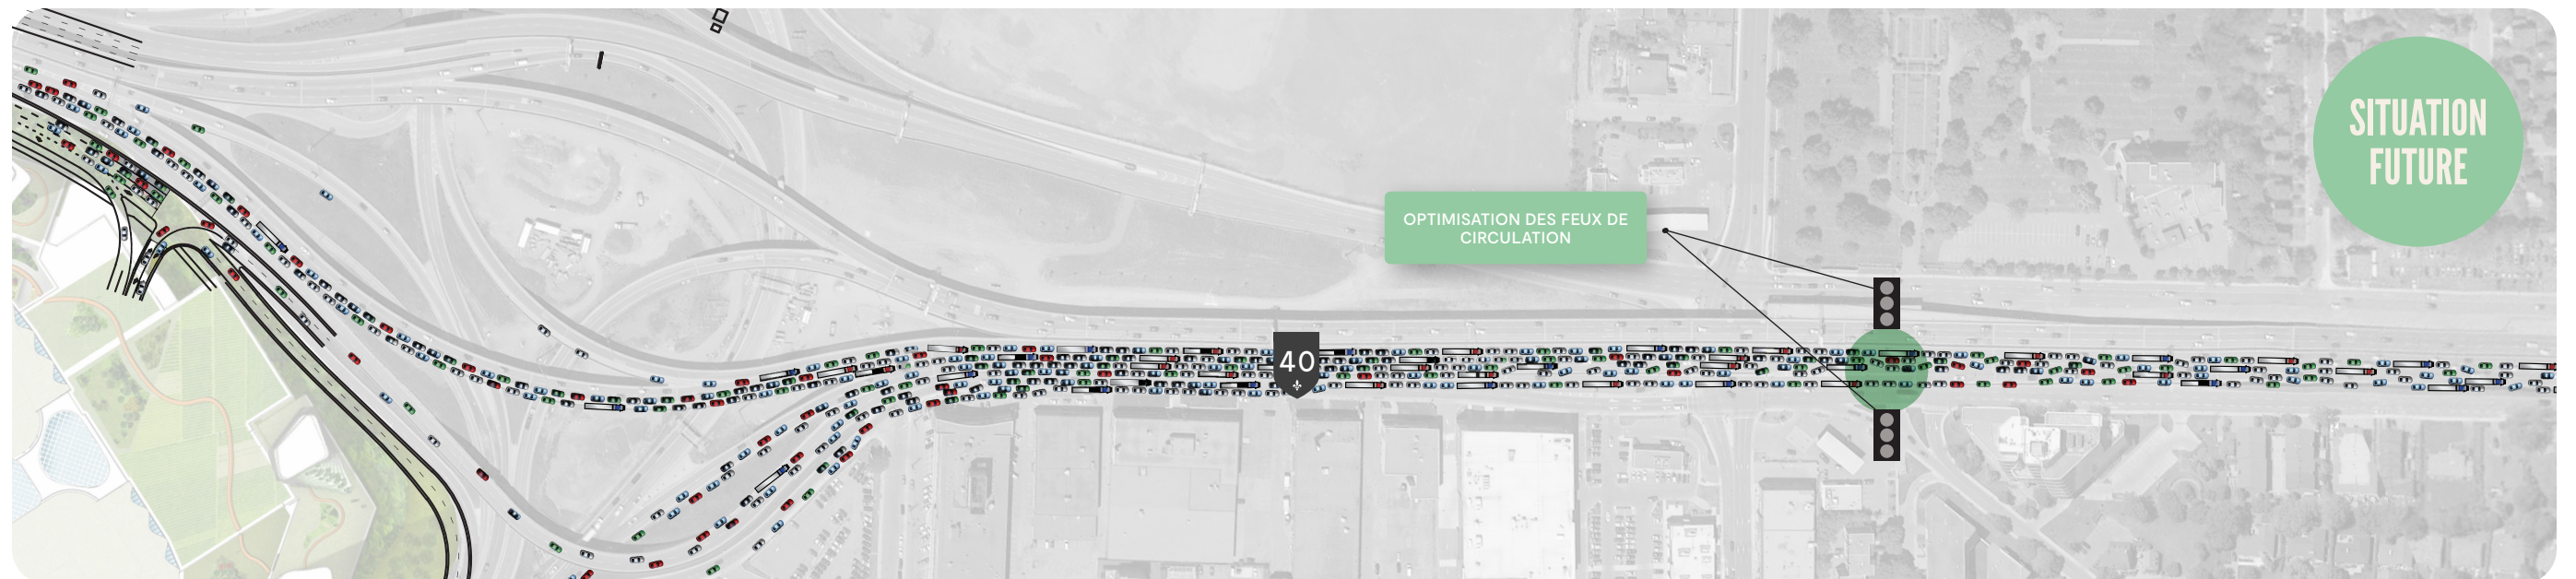 SITUATION
FUTURE
OPTIMISATION DES FEUX DE
CIRCULATION
40